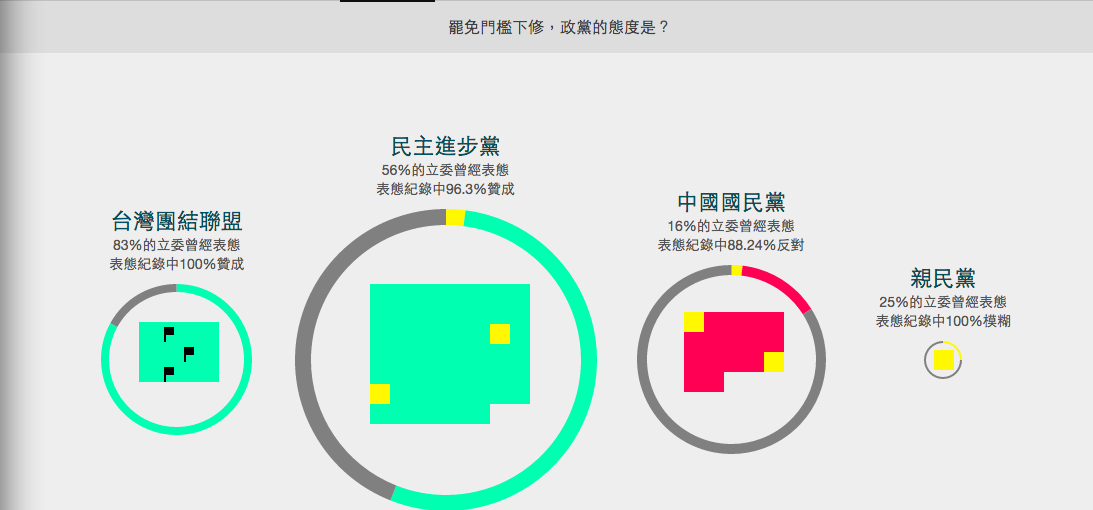 罷免門檻下修，政黨的態度是？
台灣團結聯盟
83%的立委曾經表態
表態紀錄中100%贊成
民主進步黨
56%的立委曾經表態
表態紀錄中96.3%贊成
中國國民黨
16%的立委曾經表態
表態紀錄中88.24%反對
親民黨
25%的立委曾經表態
表態紀錄中100%模糊